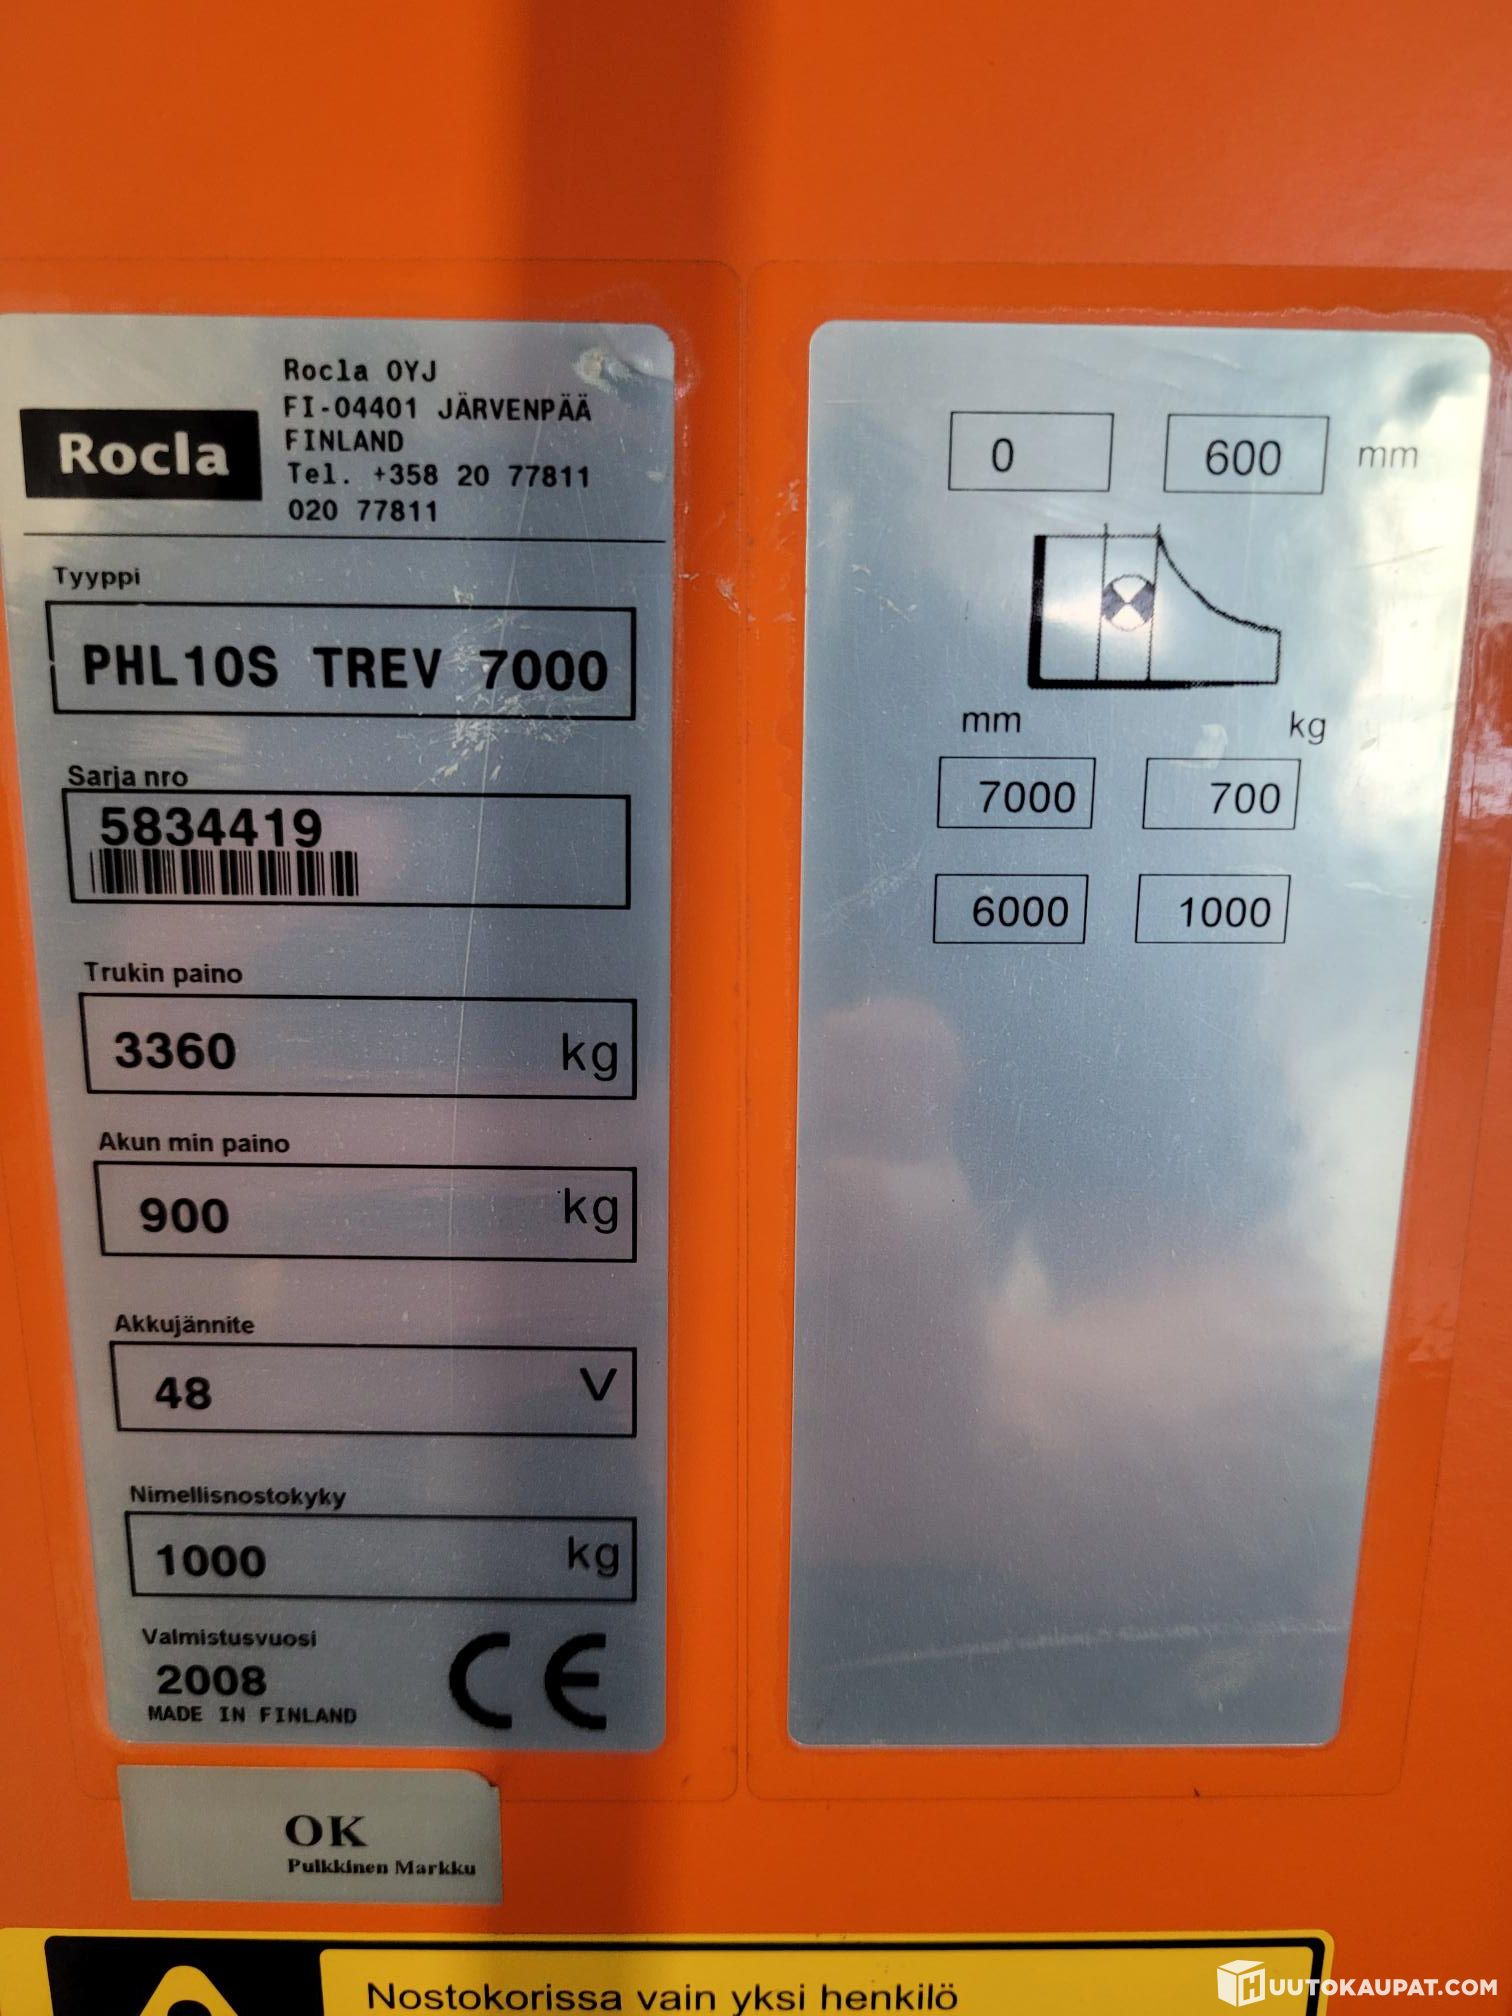 Rocla
Rocla OYJ
FI-04401 JÄRVENPÄÄ
FINLAND
Tel. +358 20 77811
020 77811
Tyyppi
PHL10S TREV 7000
Sarja nro
5834419
Trukin paino
3360 kg
Akun min paino
900 kg
Akkujännite
48 V
Nimellisnostokyky
1000 kg
Valmistusvuosi
2008
MADE IN FINLAND
CE
OK
Pulkkinen Markku
0 600 mm
mm kg
7000 700
6000 1000
Nostokorissa vain yksi henkilö
HUUTOKAUPAT.COM